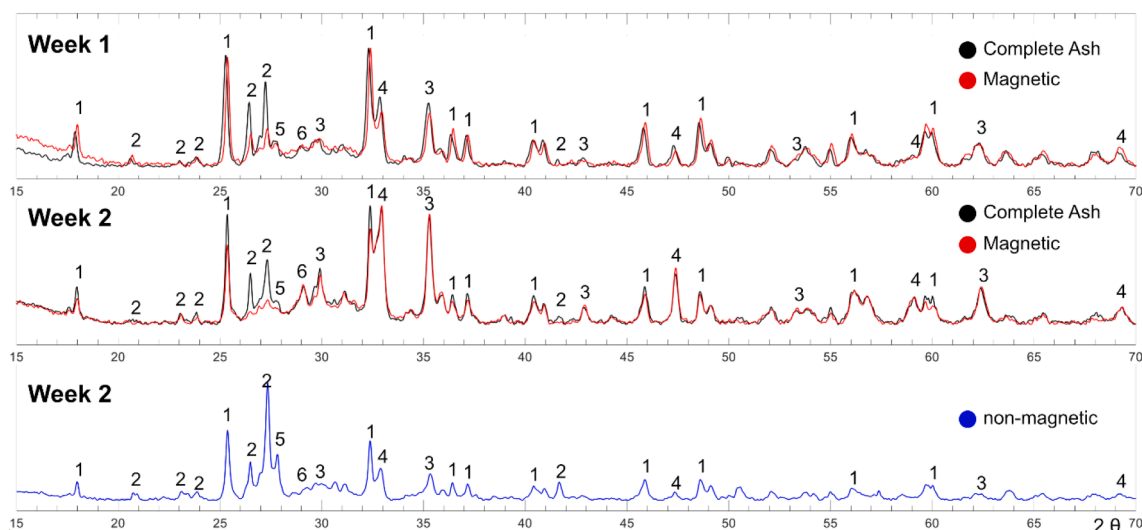 Week 1
Complete Ash
Magnetic
1 2 2 2 1 2 2 5 6 3 1 4 3 1 1 1 2 3 1 4 1 3 1 4 1 3 4
15 20 25 30 35 40 45 50 55 60 65 70
Week 2
Complete Ash
Magnetic
1 2 2 2 1 2 2 5 6 3 1 4 3 1 1 1 2 3 1 4 1 3 1 4 1 3 4
15 20 25 30 35 40 45 50 55 60 65 70
Week 2
non-magnetic
1 2 2 2 1 2 2 5 6 3 1 4 3 1 1 1 2 1 4 1 1 1 3 4
15 20 25 30 35 40 45 50 55 60 65 70
2 θ